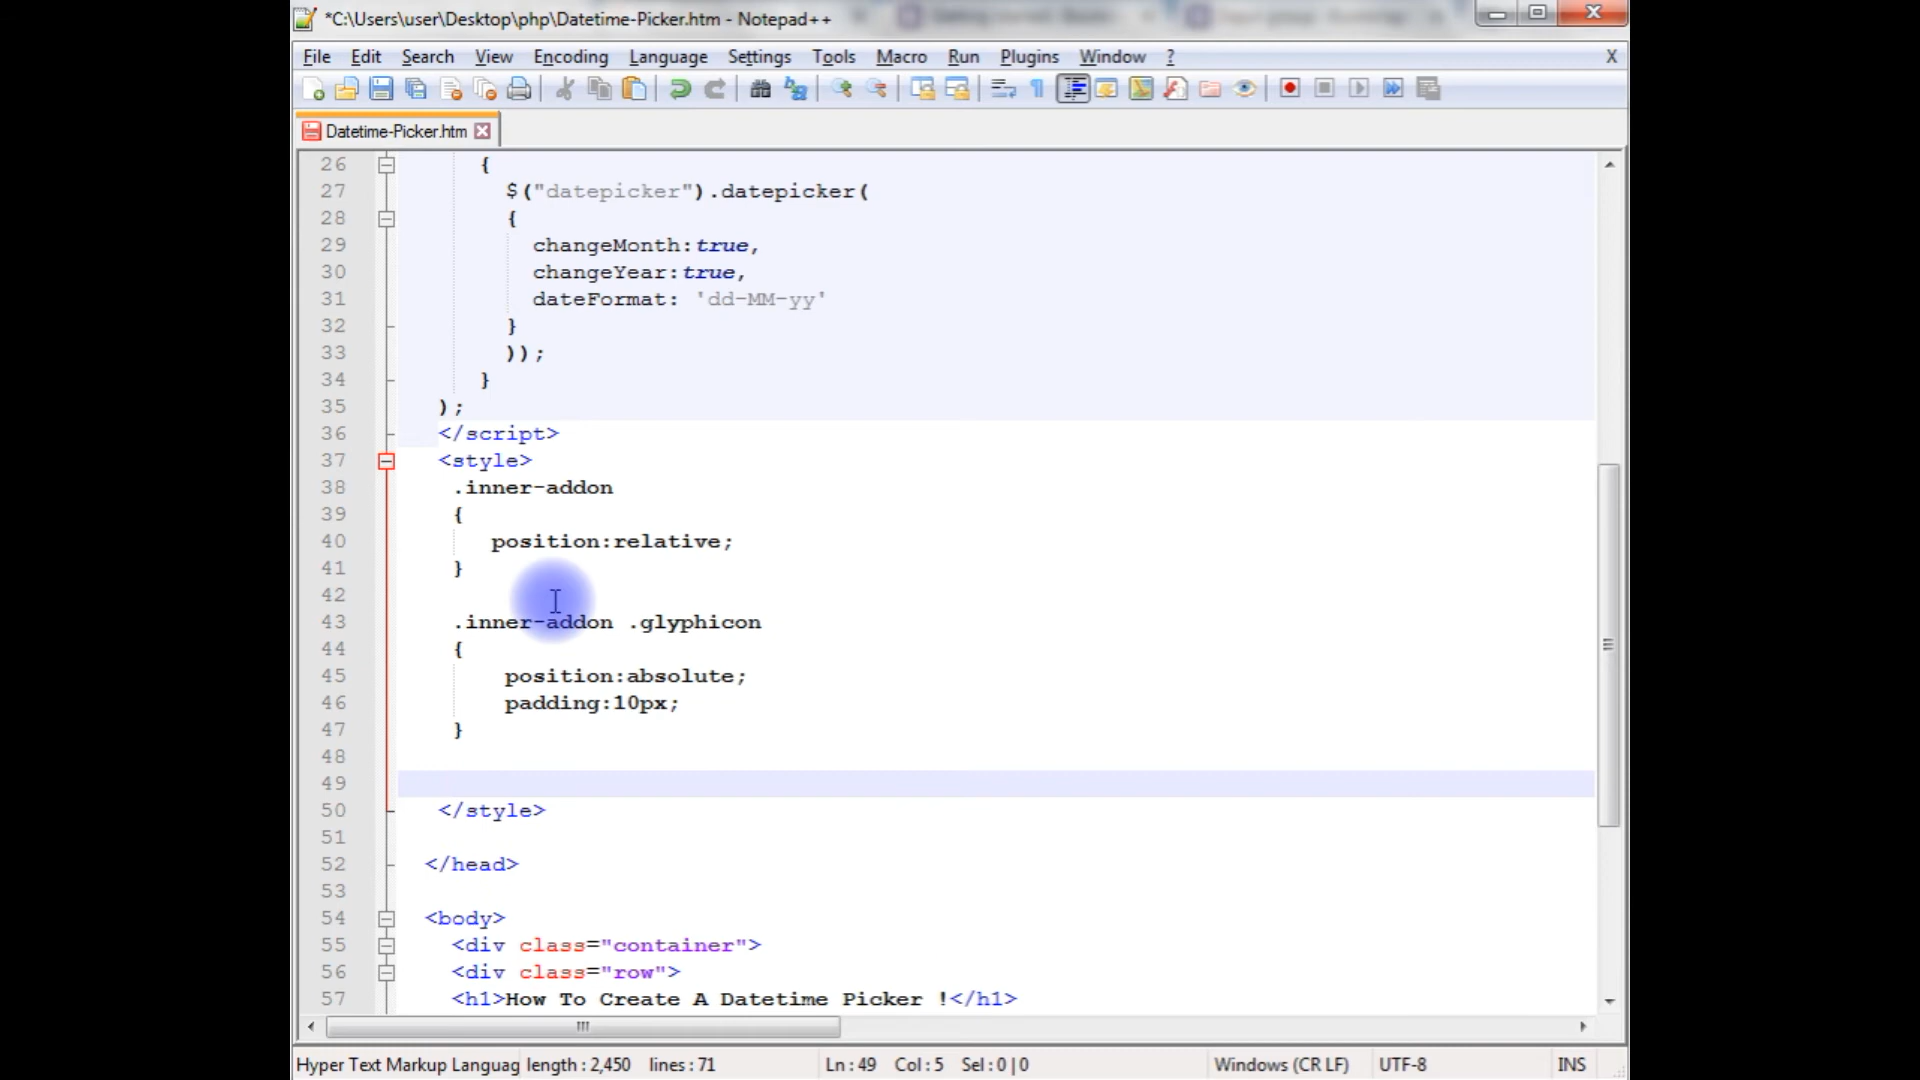 *C:\Users\user\Desktop\php\Datetime-Picker.htm - Notepad++
File Edit Search View Encoding Language Settings Tools Macro Run Plugins Window ? X
Datetime-Picker.htm
26 {
27 $("datepicker").datepicker(
28 {
29 changeMonth:true,
30 changeYear:true,
31 dateFormat: 'dd-MM-yy'
32 }
33 ));
34 }
35 );
36 </script>
37 <style>
38 .inner-addon
39 {
40 position:relative;
41 }
42
43 .inner-addon .glyphicon
44 {
45 position:absolute;
46 padding:10px;
47 }
48
49
50 </style>
51
52 </head>
53
54 <body>
55 <div class="container">
56 <div class="row">
57 <h1>How To Create A Datetime Picker !</h1>
Hyper Text Markup Languag length : 2,450 lines : 71 Ln : 49 Col : 5 Sel : 0 | 0 Windows (CR LF) UTF-8 INS